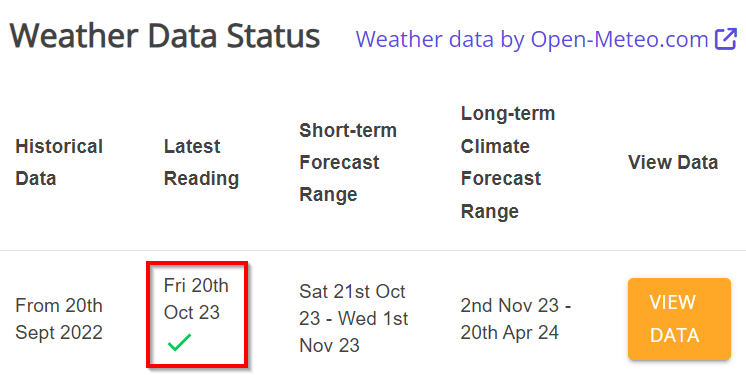 Weather Data Status
Weather data by Open-Meteo.com
Historical
Data
Latest
Reading
Short-term
Forecast
Range
Long-term
Climate
Forecast
Range
View Data
From 20th
Sept 2022
Fri 20th
Oct 23
Sat 21st Oct
23 - Wed 1st
Nov 23
2nd Nov 23 -
20th Apr 24
VIEW
DATA